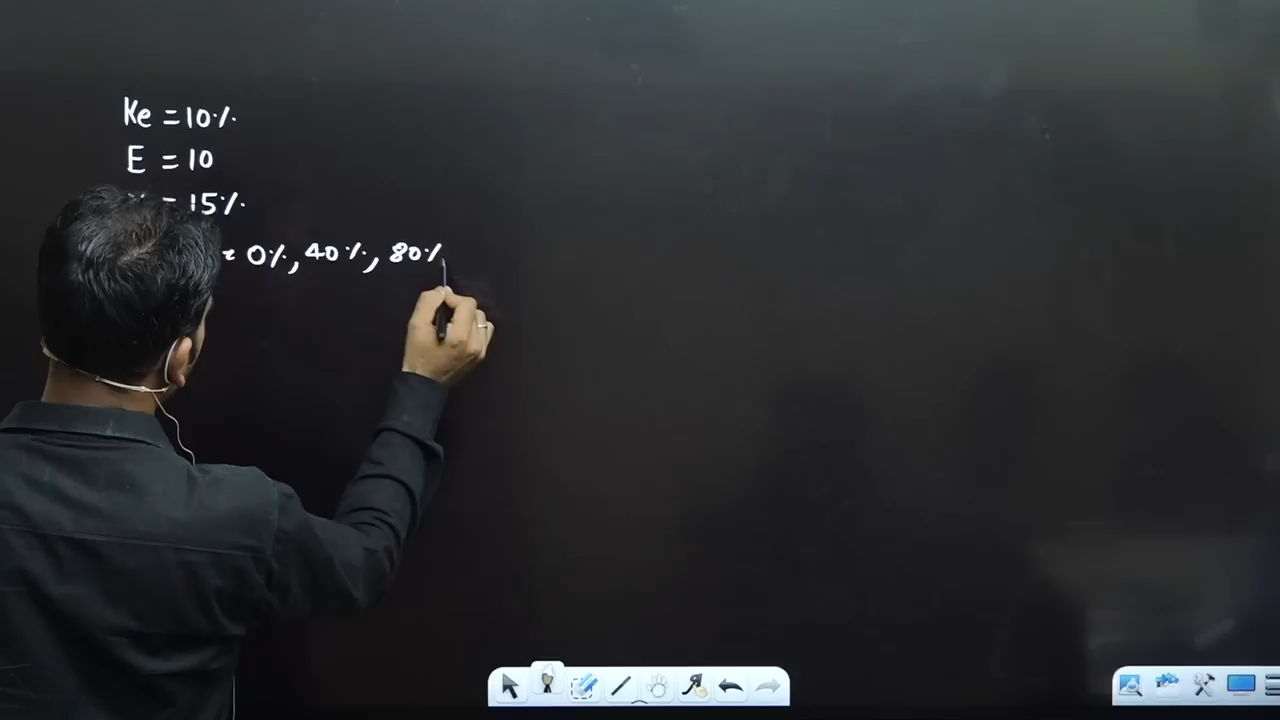 Ke = 10%
E = 10
= 15%
= 0%, 40%, 80%